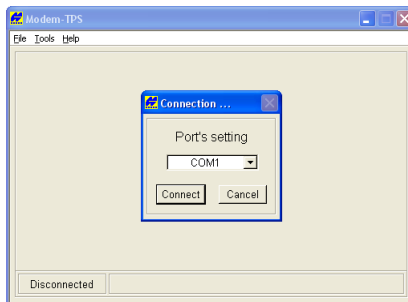 Modem-TPS
File Tools Help
Connection ...
Port's setting
COM1
Connect Cancel
Disconnected